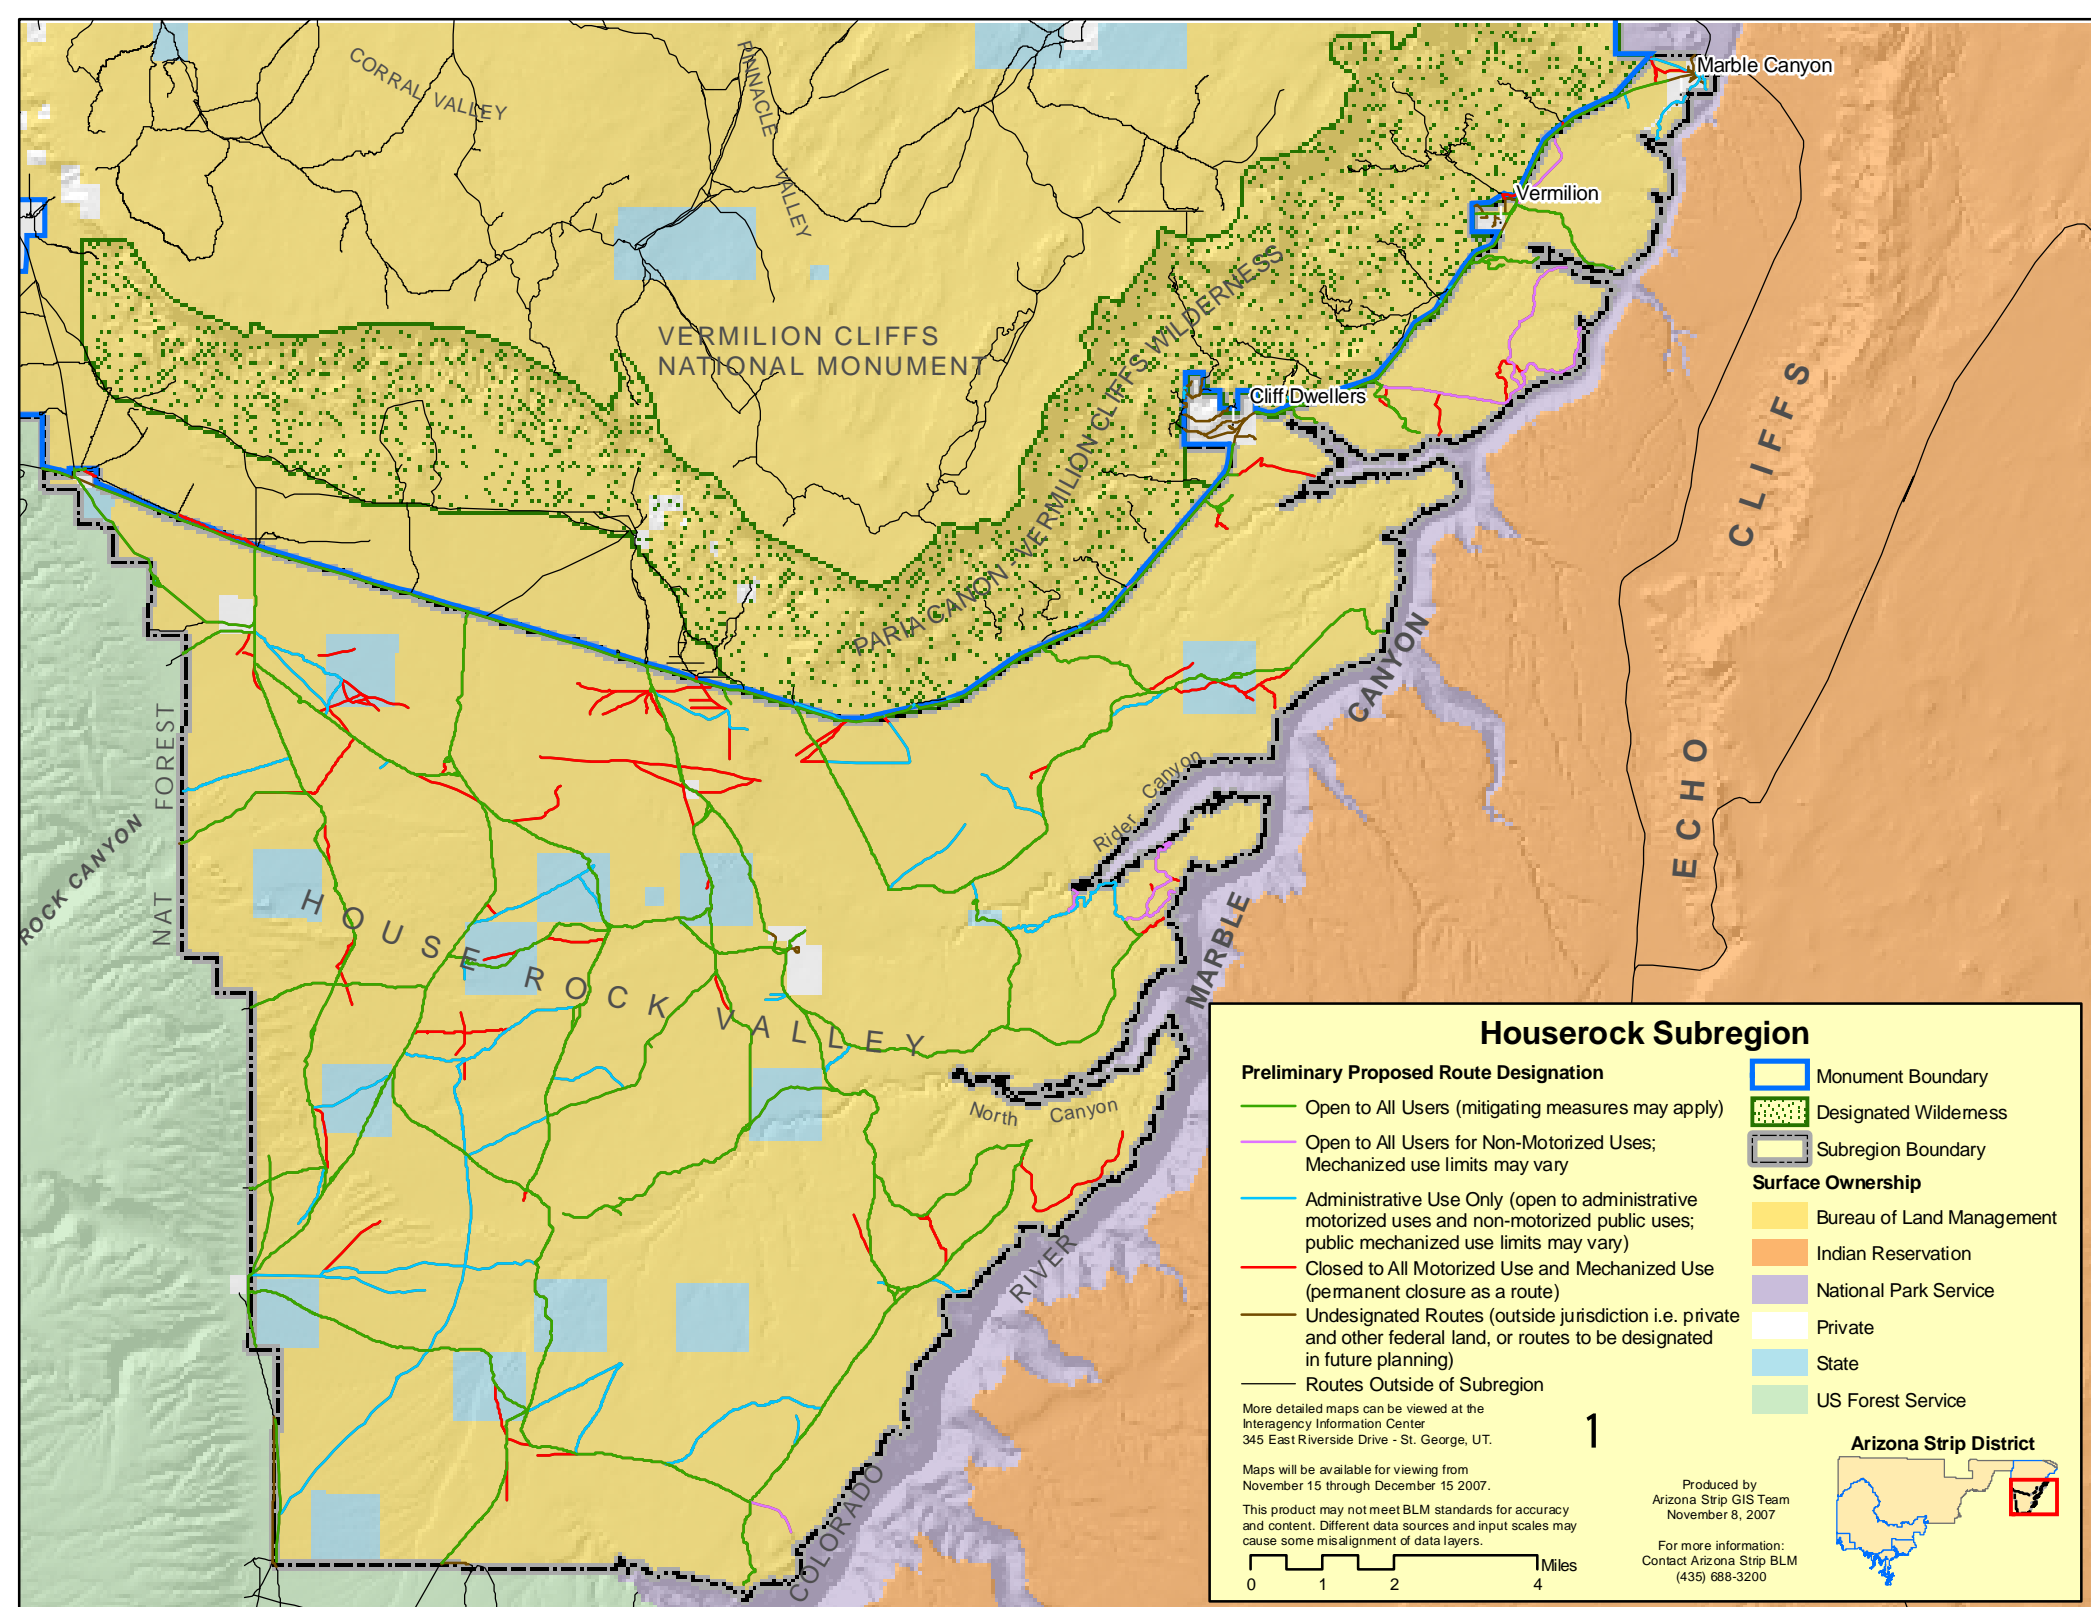 CORRAL VALLEY
PINNACLE VALLEY
Marble Canyon
Vermilion
VERMILION CLIFFS
NATIONAL MONUMENT
PARIA CANYON - VERMILION CLIFFS WILDERNESS
Cliff Dwellers
ECHO CLIFFS
MARBLE CANYON
Rider Canyon
NAT FOREST
ROCK CANYON
HOUSE ROCK VALLEY
North Canyon
COLORADO RIVER
Houserock Subregion
Preliminary Proposed Route Designation
Open to All Users (mitigating measures may apply)
Open to All Users for Non-Motorized Uses;
Mechanized use limits may vary
Administrative Use Only (open to administrative
motorized uses and non-motorized public uses;
public mechanized use limits may vary)
Closed to All Motorized Use and Mechanized Use
(permanent closure as a route)
Undesignated Routes (outside jurisdiction i.e. private
and other federal land, or routes to be designated
in future planning)
Routes Outside of Subregion
Monument Boundary
Designated Wilderness
Subregion Boundary
Surface Ownership
Bureau of Land Management
Indian Reservation
National Park Service
Private
State
US Forest Service
More detailed maps can be viewed at the
Interagency Information Center
345 East Riverside Drive - St. George, UT.
Maps will be available for viewing from
November 15 through December 15 2007.
This product may not meet BLM standards for accuracy
and content. Different data sources and input scales may
cause some misalignment of data layers.
0 1 2 4 Miles
1
Produced by
Arizona Strip GIS Team
November 8, 2007
For more information:
Contact Arizona Strip BLM
(435) 688-3200
Arizona Strip District